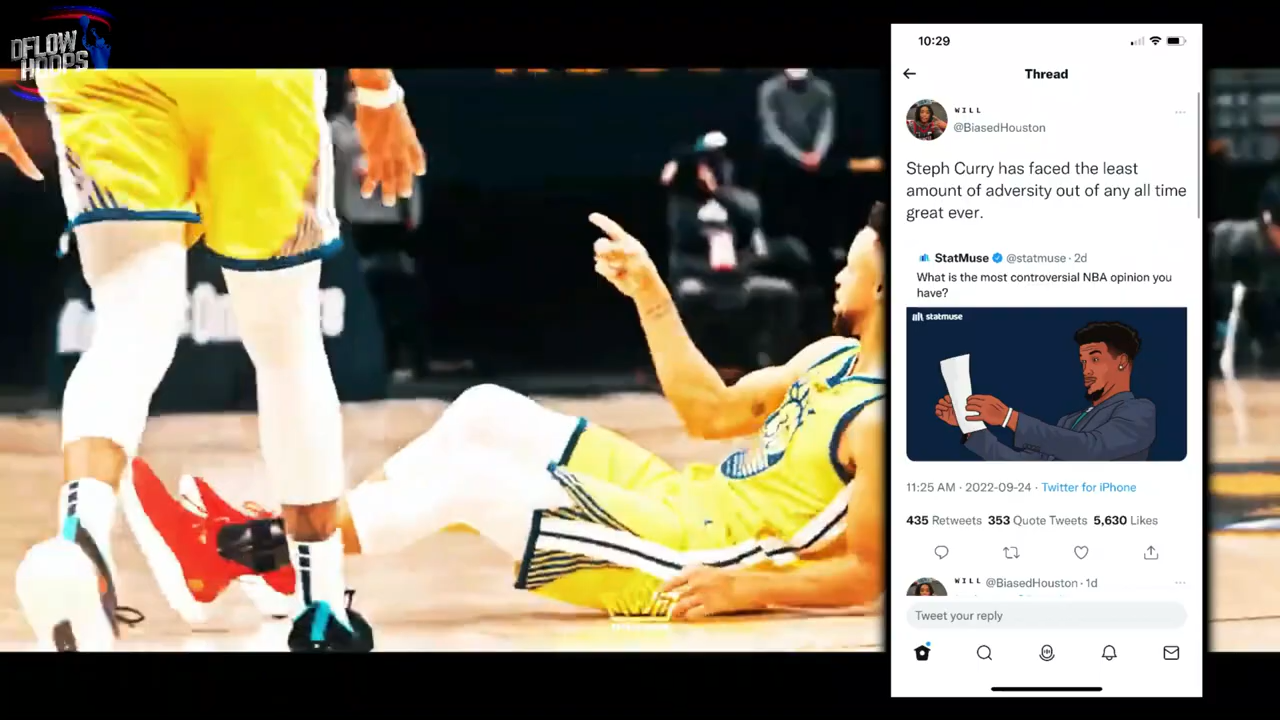 DFLOW
HOOPS
10:29
Thread
WILL
@BiasedHouston
Steph Curry has faced the least
amount of adversity out of any all time
great ever.
StatMuse @statmuse · 2d
What is the most controversial NBA opinion you
have?
statmuse
11:25 AM · 2022-09-24 · Twitter for iPhone
435 Retweets 353 Quote Tweets 5,630 Likes
WILL @BiasedHouston · 1d
Tweet your reply